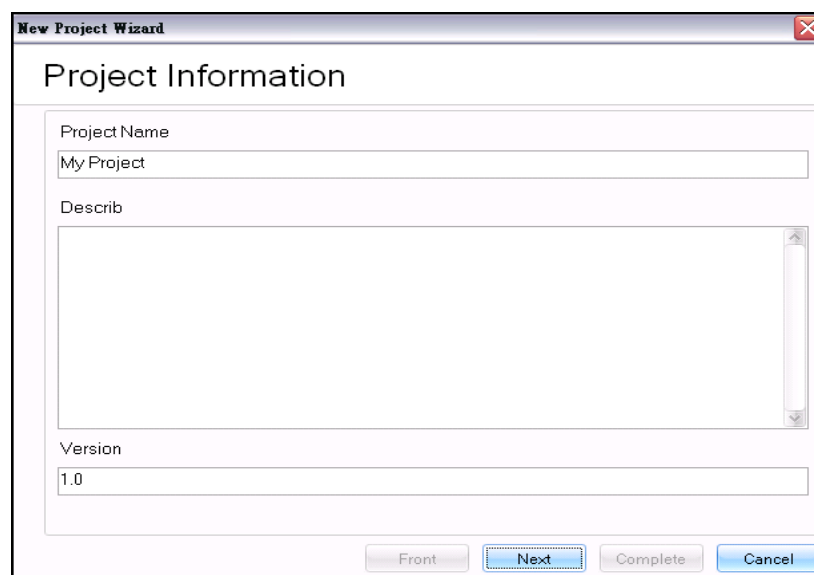 New Project Wizard
Project Information
Project Name
My Project
Describ
Version
1.0
Front Next Complete Cancel